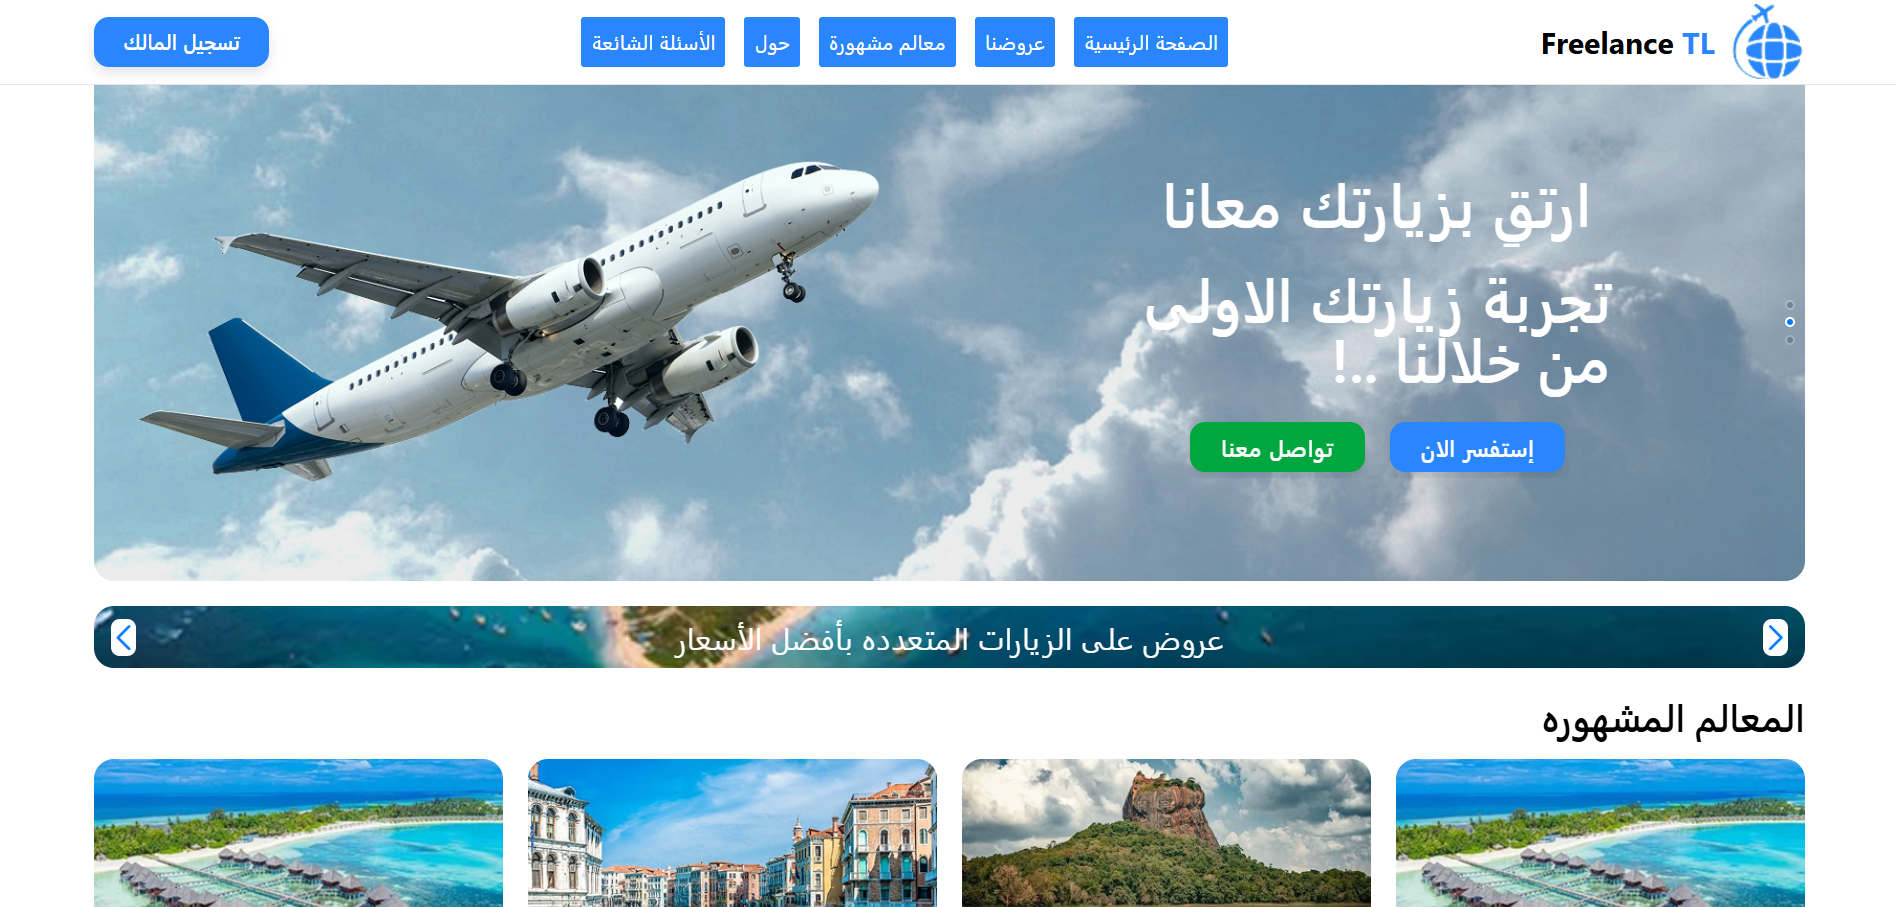 Freelance TL
الصفحة الرئيسية
عروضنا
معالم مشهورة
حول
الأسئلة الشائعة
تسجيل المالك
ارتقِ بزيارتك معانا
تجربة زيارتك الاولى
من خلالنا ..!
إستفسر الان
تواصل معنا
عروض على الزيارات المتعدده بأفضل الأسعار
المعالم المشهوره